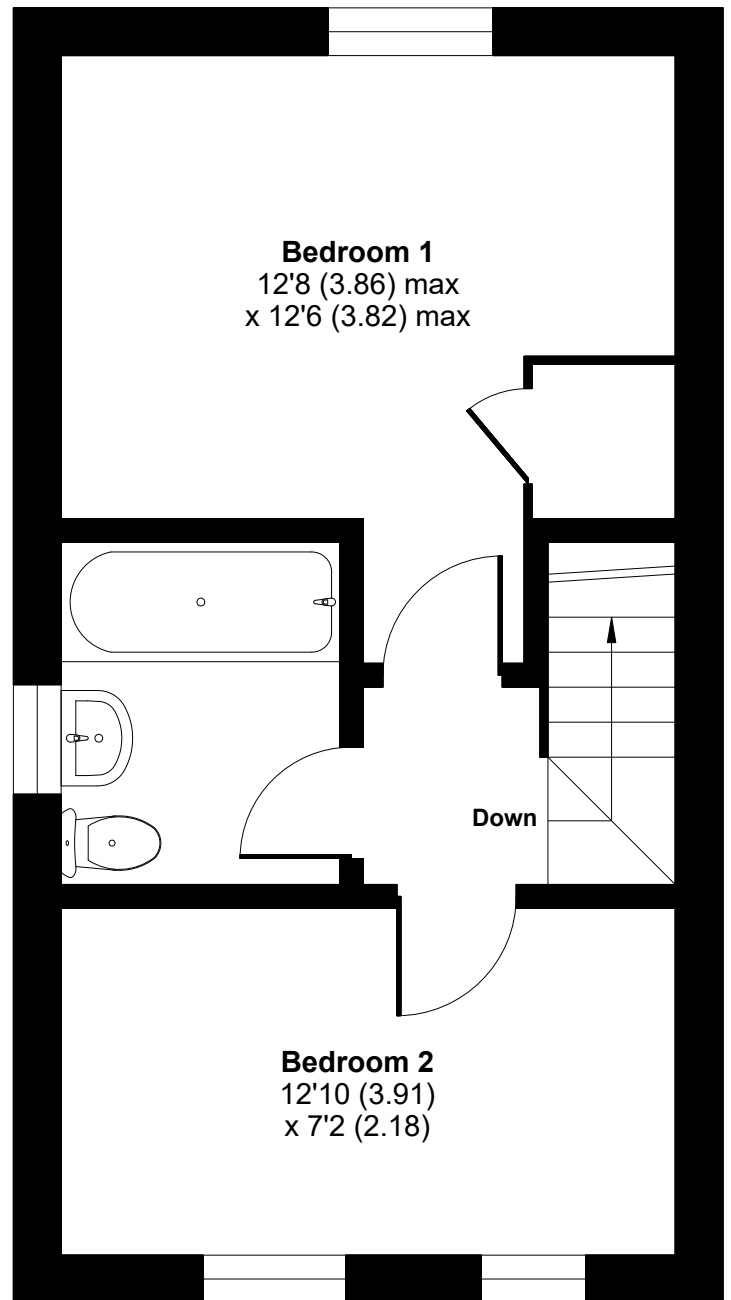 Bedroom 1
12'8 (3.86) max
x 12'6 (3.82) max
Down
Bedroom 2
12'10 (3.91)
x 7'2 (2.18)